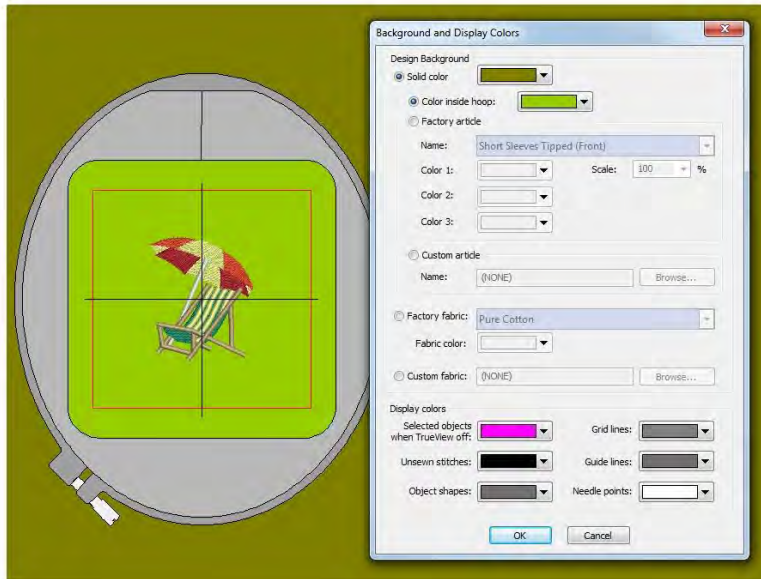 Background and Display Colors
Design Background
Solid color
Color inside hoop:
Factory article
Name: Short Sleeves Tipped (Front)
Color 1: Scale: 100 %
Color 2:
Color 3:
Custom article
Name: (NONE) Browse...
Factory fabric: Pure Cotton
Fabric color:
Custom fabric: (NONE) Browse...
Display colors
Selected objects
when TrueView off: Grid lines:
Unsewn stitches: Guide lines:
Object shapes: Needle points:
OK Cancel